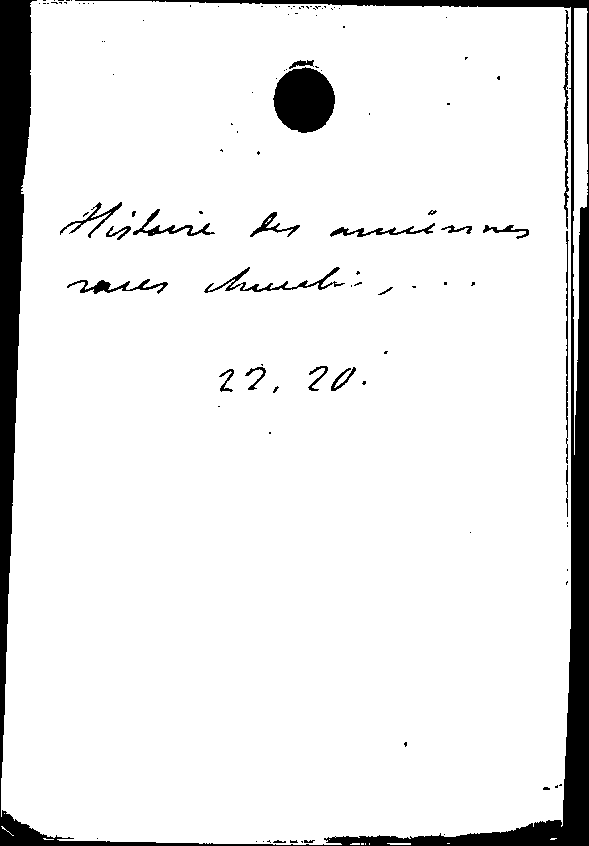 Histoire des anciennes
races
22. 20.